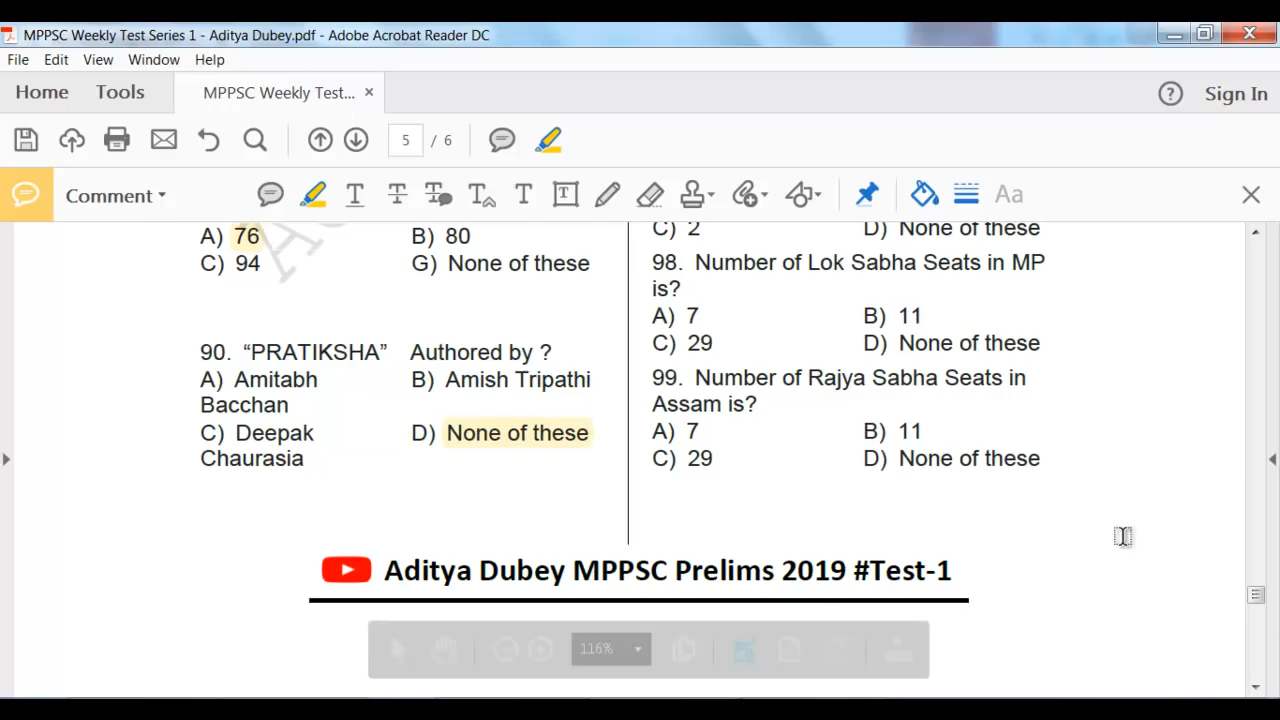 MPPSC Weekly Test Series 1 - Aditya Dubey.pdf - Adobe Acrobat Reader DC
File Edit View Window Help
Home Tools MPPSC Weekly Test... × Sign In
5 / 6
Comment
A) 76 B) 80
C) 94 G) None of these
90. “PRATIKSHA” Authored by ?
A) Amitabh B) Amish Tripathi
Bacchan
C) Deepak D) None of these
Chaurasia
C) 2 D) None of these
98. Number of Lok Sabha Seats in MP
is?
A) 7 B) 11
C) 29 D) None of these
99. Number of Rajya Sabha Seats in
Assam is?
A) 7 B) 11
C) 29 D) None of these
Aditya Dubey MPPSC Prelims 2019 #Test-1
116%